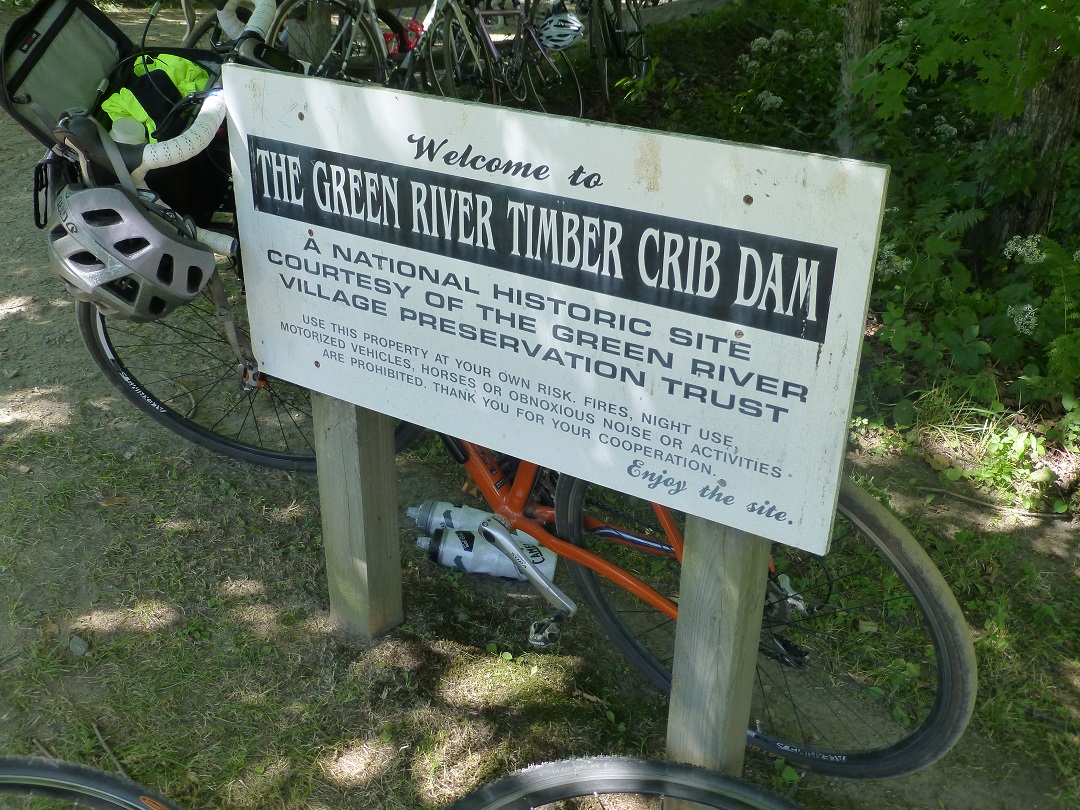 Welcome to
THE GREEN RIVER TIMBER CRIB DAM
A NATIONAL HISTORIC SITE
COURTESY OF THE GREEN RIVER
VILLAGE PRESERVATION TRUST
USE THIS PROPERTY AT YOUR OWN RISK. FIRES, NIGHT USE,
MOTORIZED VEHICLES, HORSES OR OBNOXIOUS NOISE OR ACTIVITIES
ARE PROHIBITED. THANK YOU FOR YOUR COOPERATION.
Enjoy the site.